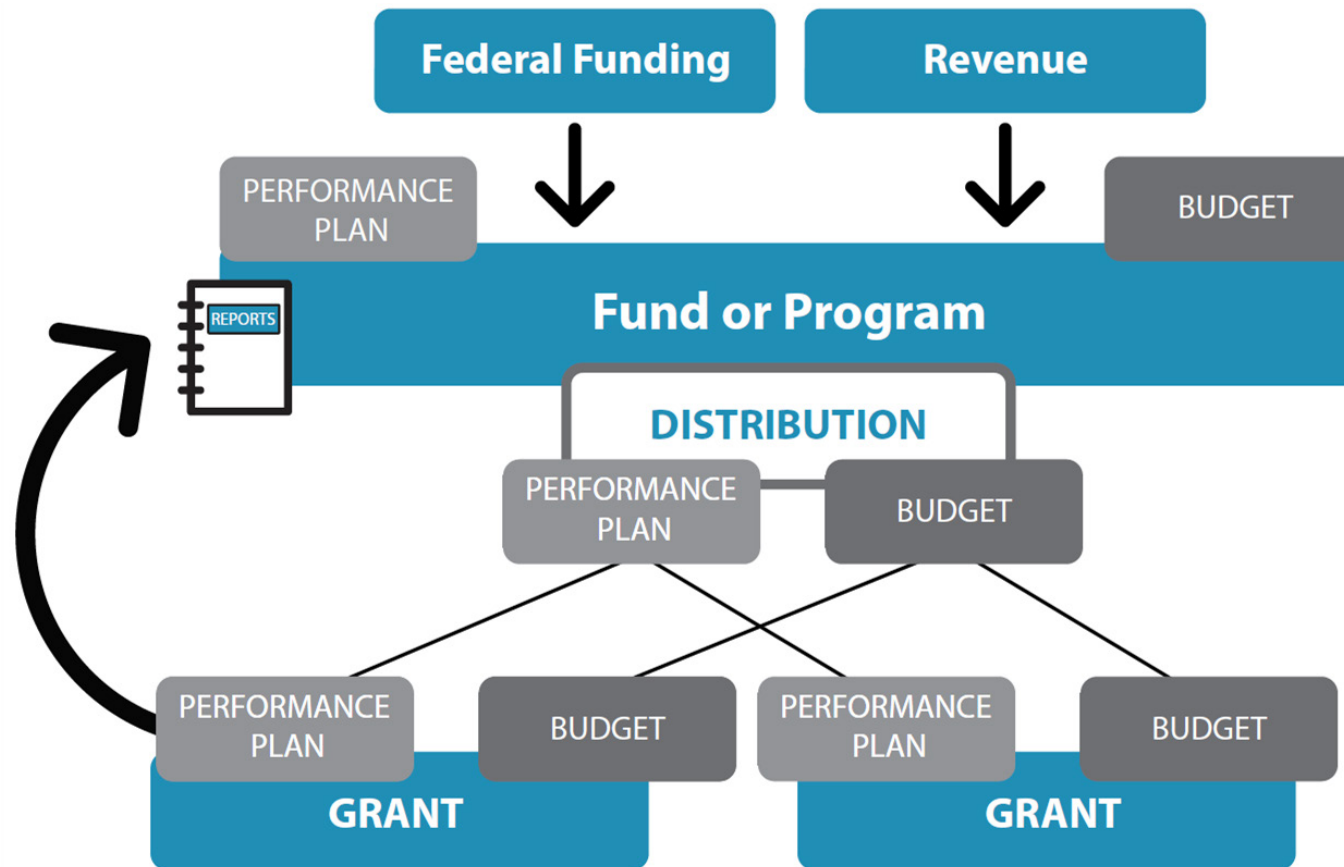 Federal Funding
Revenue
PERFORMANCE
PLAN
BUDGET
Fund or Program
REPORTS
DISTRIBUTION
PERFORMANCE
PLAN
BUDGET
PERFORMANCE
PLAN
BUDGET
PERFORMANCE
PLAN
BUDGET
GRANT
GRANT